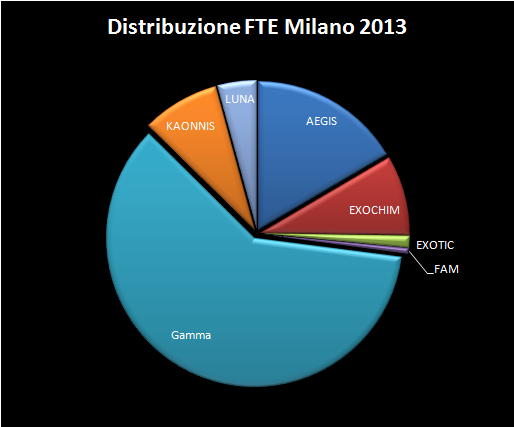 Distribuzione FTE Milano 2013
LUNA
AEGIS
KAONNIS
EXOCHIM
EXOTIC
FAM
Gamma